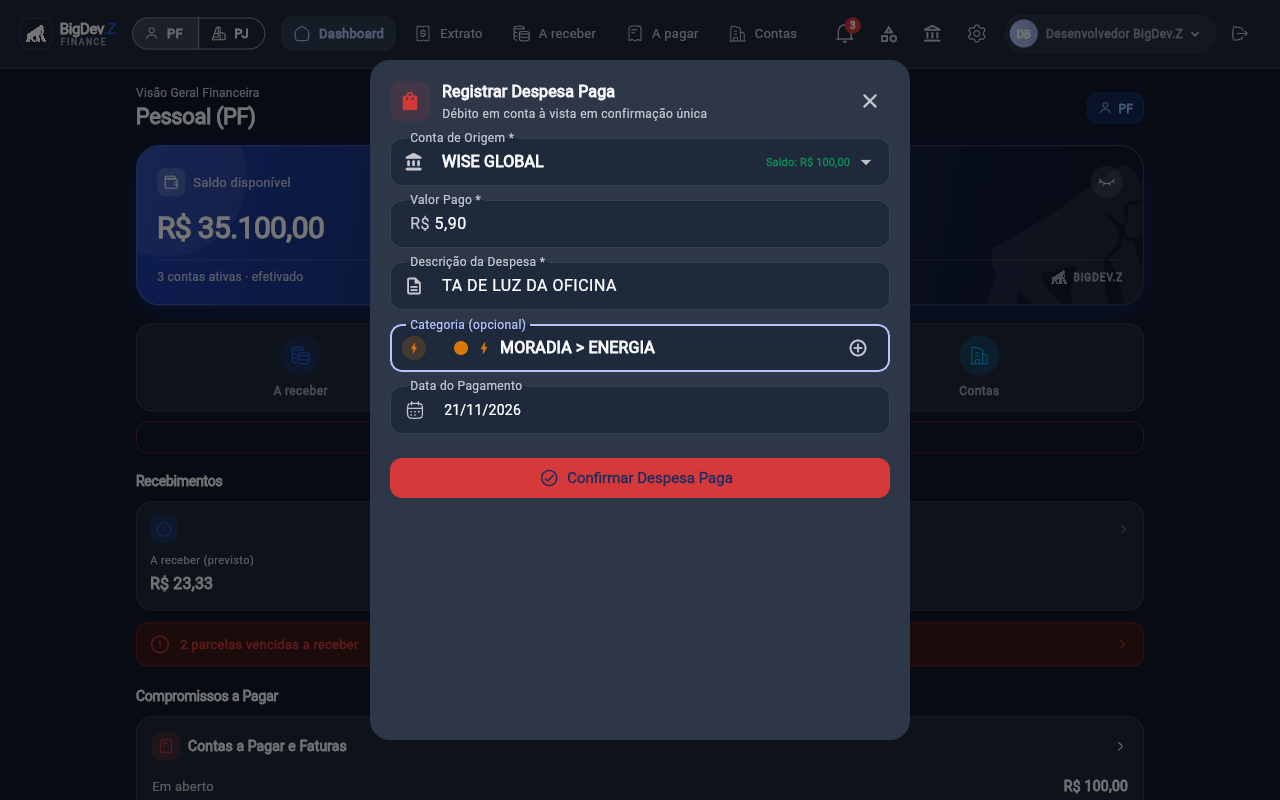 BigDev.Z
FINANCE
PF
PJ
Dashboard
Extrato
A receber
A pagar
Contas
3
DB
Desenvolvedor BigDev.Z
Visão Geral Financeira
Pessoal (PF)
PF
Saldo disponível
R$ 35.100,00
3 contas ativas · efetivado
BIGDEV.Z
A receber
Contas
Recebimentos
A receber (previsto)
R$ 23,33
2 parcelas vencidas a receber
Compromissos a Pagar
Contas a Pagar e Faturas
Em aberto
R$ 100,00
Registrar Despesa Paga
Débito em conta à vista em confirmação única
Conta de Origem *
WISE GLOBAL
Saldo: R$ 100,00
Valor Pago *
R$ 5,90
Descrição da Despesa *
TA DE LUZ DA OFICINA
Categoria (opcional)
MORADIA > ENERGIA
Data do Pagamento
21/11/2026
Confirmar Despesa Paga